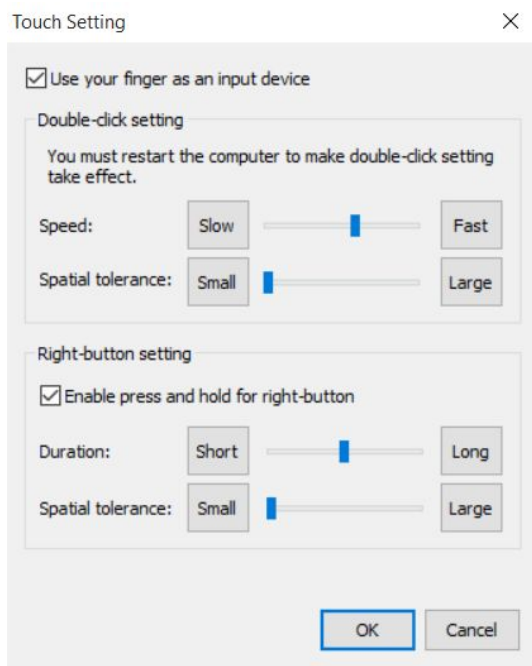 Touch Setting
Use your finger as an input device
Double-click setting
You must restart the computer to make double-click setting
take effect.
Speed: Slow Fast
Spatial tolerance: Small Large
Right-button setting
Enable press and hold for right-button
Duration: Short Long
Spatial tolerance: Small Large
OK Cancel